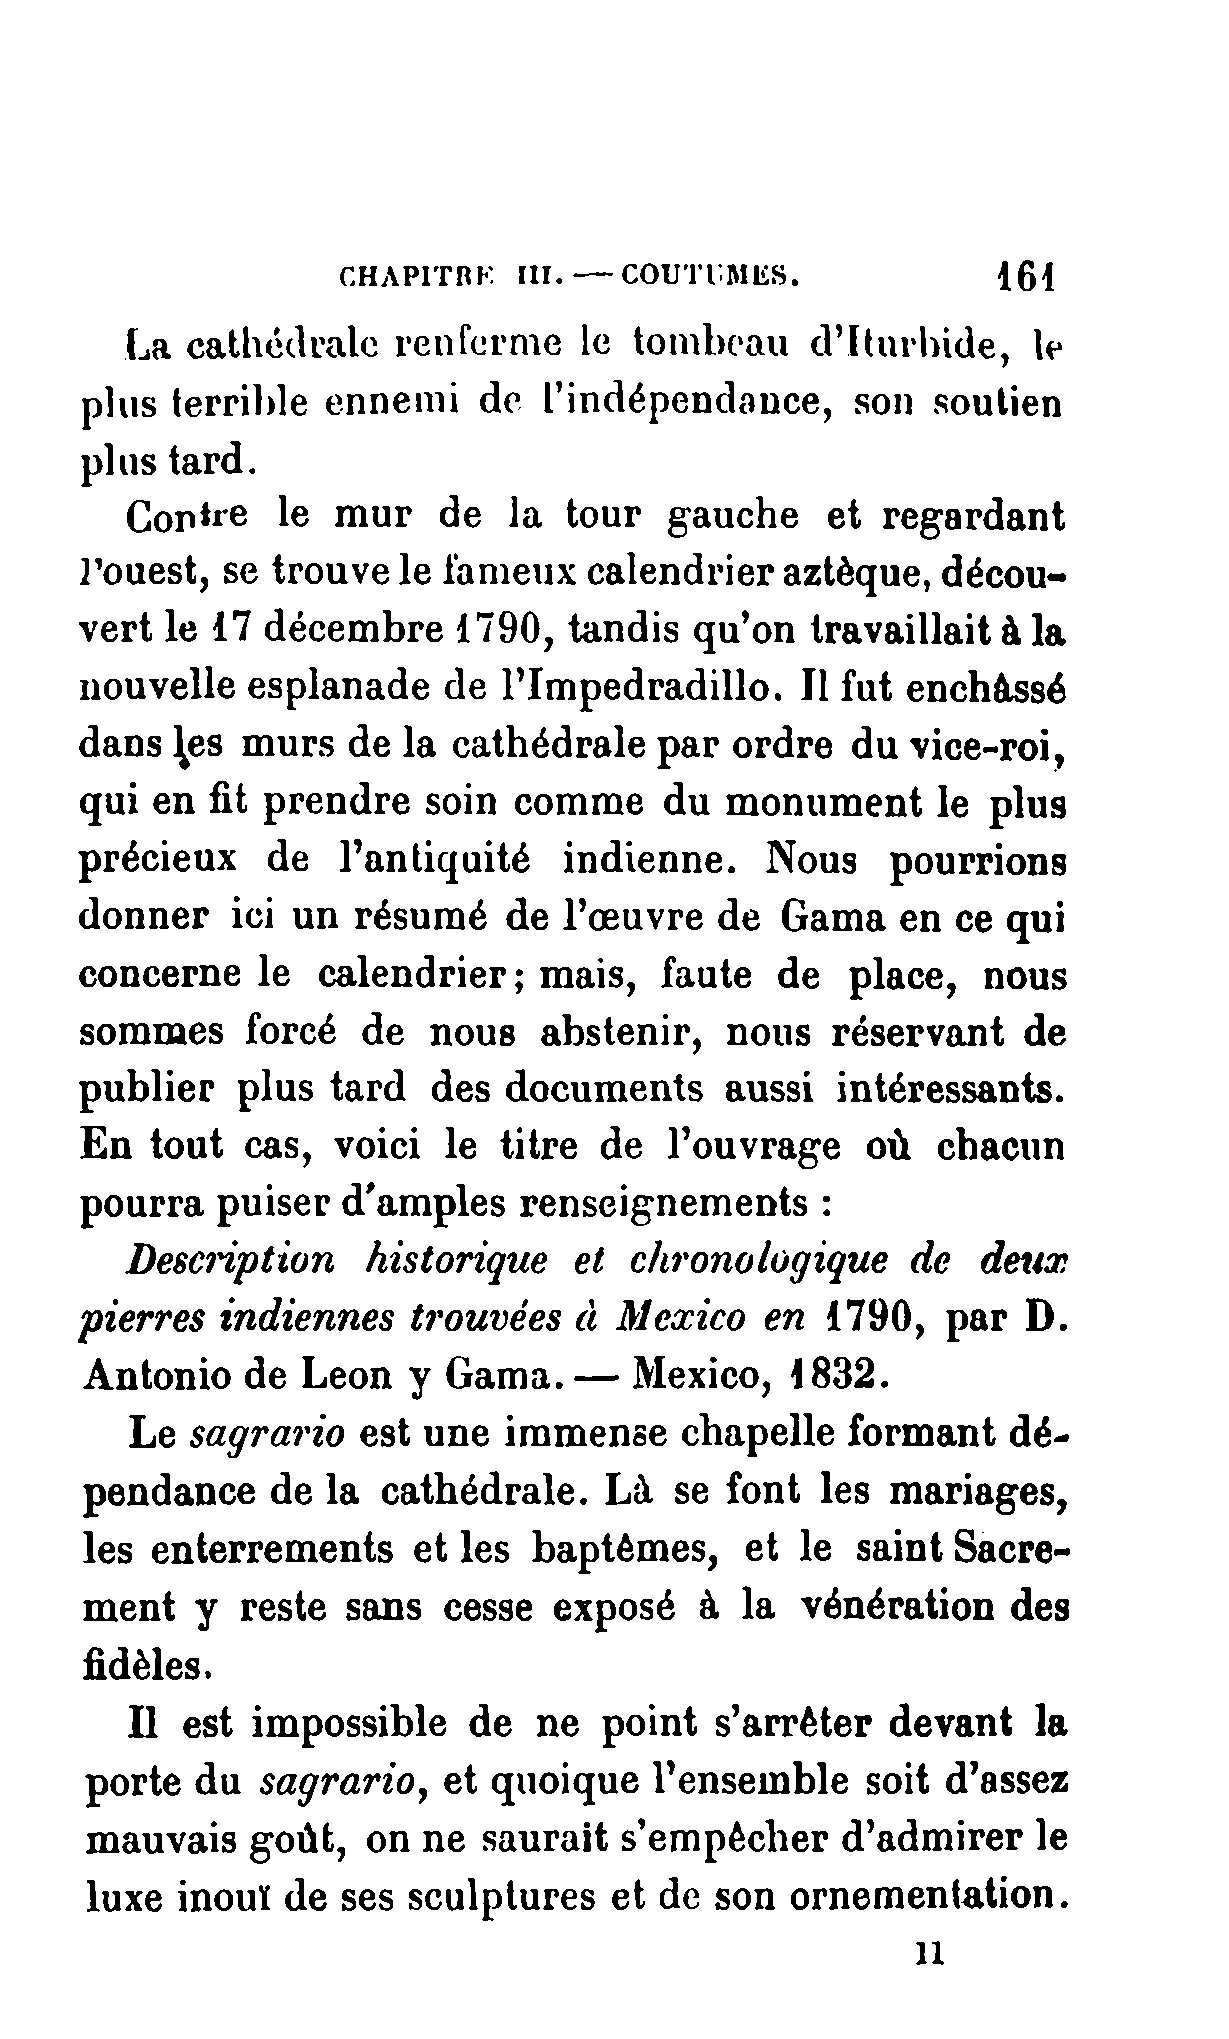 CHAPITRE III. — COUTUMES. 161
La cathédrale renferme le tombeau d'Iturbide, le
plus terrible ennemi de l'indépendance, son soutien
plus tard.
Contre le mur de la tour gauche et regardant
l'ouest, se trouve le fameux calendrier aztèque, décou-
vert le 17 décembre 1790, tandis qu'on travaillait à la
nouvelle esplanade de l'Impedradillo. Il fut enchâssé
dans les murs de la cathédrale par ordre du vice-roi,
qui en fit prendre soin comme du monument le plus
précieux de l'antiquité indienne. Nous pourrions
donner ici un résumé de l'œuvre de Gama en ce qui
concerne le calendrier; mais, faute de place, nous
sommes forcé de nous abstenir, nous réservant de
publier plus tard des documents aussi intéressants.
En tout cas, voici le titre de l'ouvrage où chacun
pourra puiser d'amples renseignements :
Description historique et chronologique de deux
pierres indiennes trouvées à Mexico en 1790, par D.
Antonio de Leon y Gama. — Mexico, 1832.
Le sagrario est une immense chapelle formant dé-
pendance de la cathédrale. Là se font les mariages,
les enterrements et les baptêmes, et le saint Sacre-
ment y reste sans cesse exposé à la vénération des
fidèles.
Il est impossible de ne point s'arrêter devant la
porte du sagrario, et quoique l'ensemble soit d'assez
mauvais goût, on ne saurait s'empêcher d'admirer le
luxe inouï de ses sculptures et de son ornementation.
11